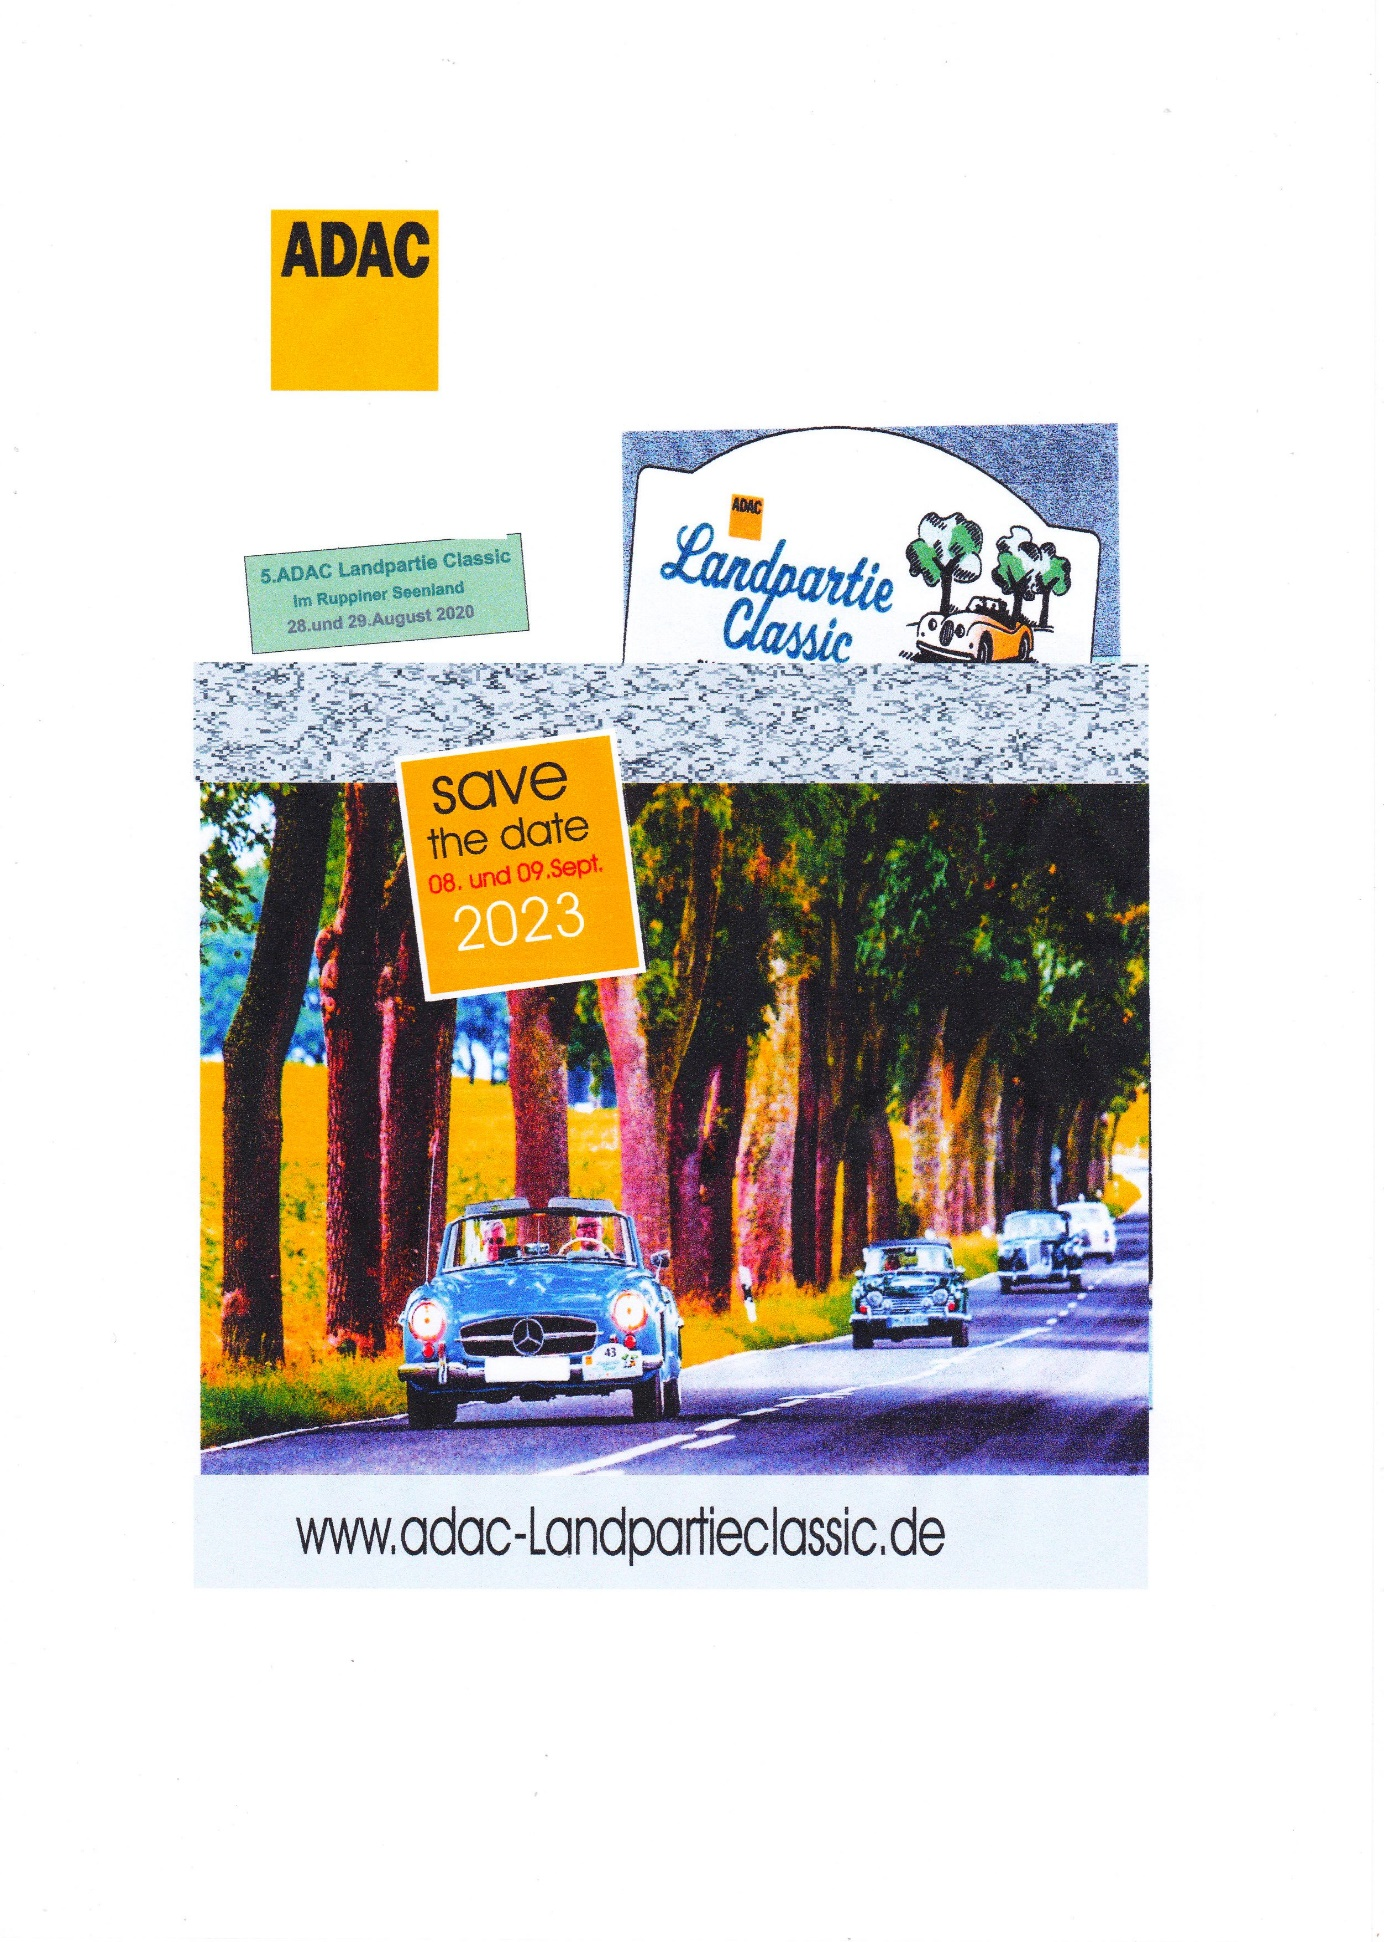 ADAC
ADAC
Landpartie
Classic
5.ADAC Landpartie Classic
im Ruppiner Seenland
28.und 29.August 2020
save
the date
08. und 09.Sept.
2023
43
www.adac-Landpartieclassic.de